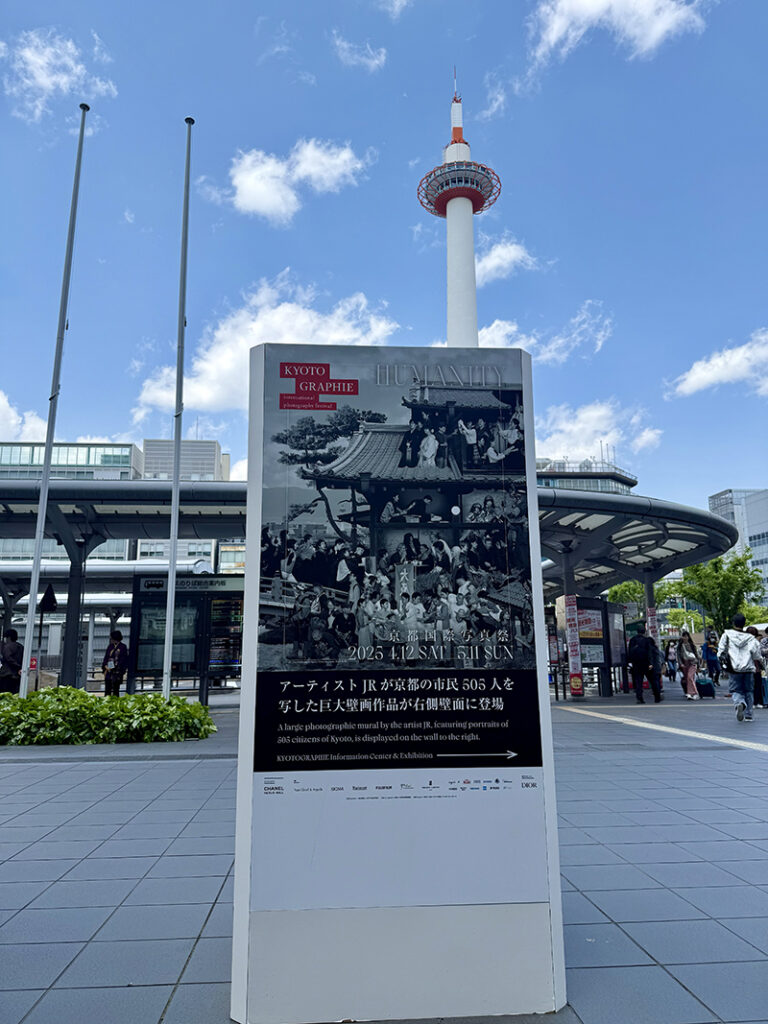 KYOTO
GRAPHIE
international
photography festival
HUMANITY
京都国際写真祭
2025 4.12 SAT 5.11 SUN
アーティスト JR が京都の市民 505 人を
写した巨大壁画作品が右側壁面に登場
A large photographic mural by the artist JR, featuring portraits of
505 citizens of Kyoto, is displayed on the wall to the right.
KYOTOGRAPHIE Information Center & Exhibition
CHANEL
NEXUS HALL
SIGMA
FUJIFILM
DIOR